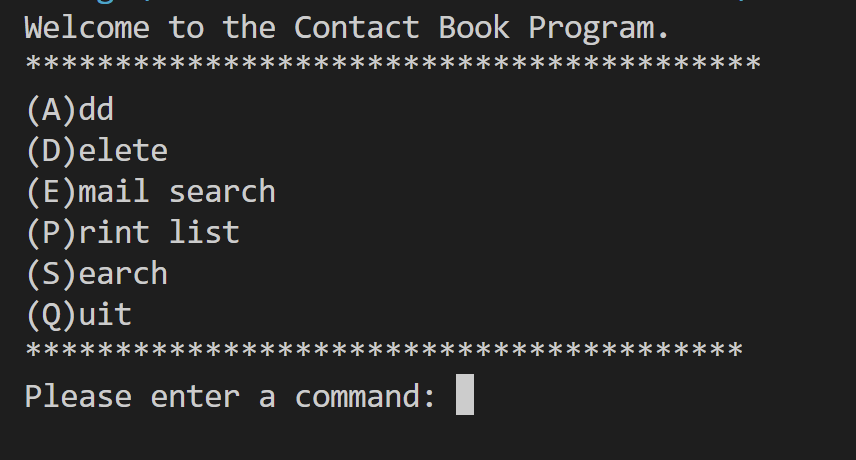 Welcome to the Contact Book Program.
*****************************************
(A)dd
(D)elete
(E)mail search
(P)rint list
(S)earch
(Q)uit
****************************************
Please enter a command: